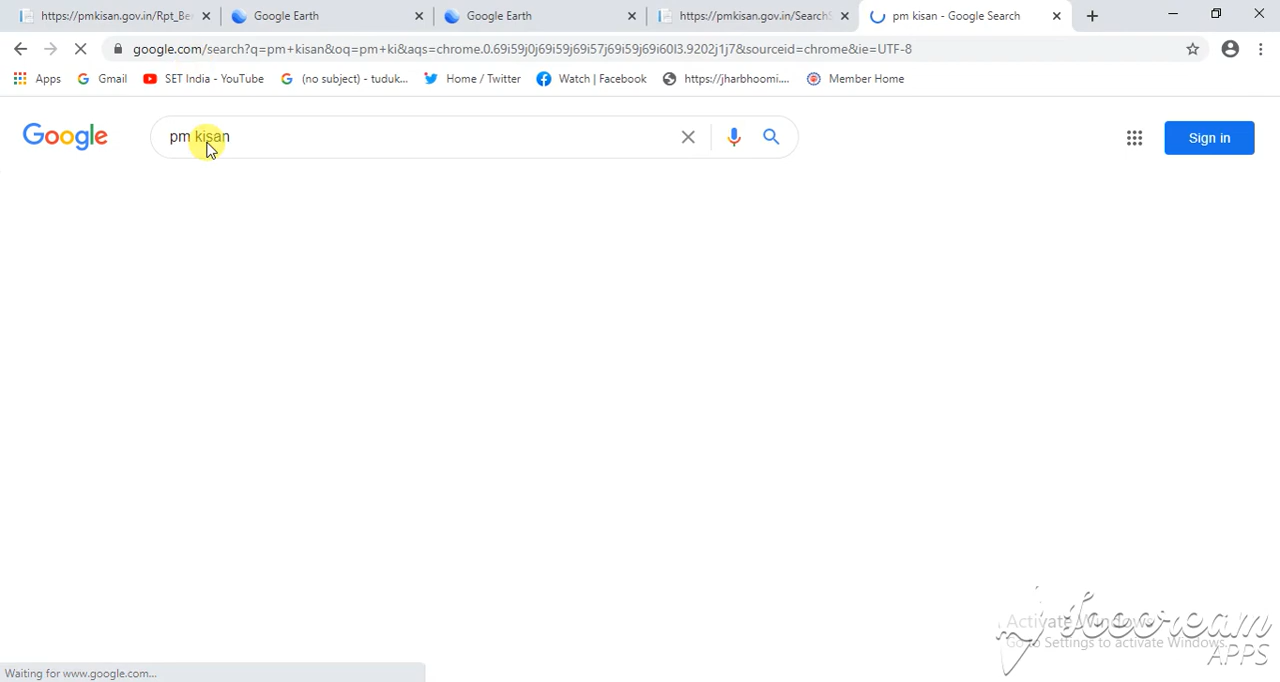 https://pmkisan.gov.in/Rpt_Be Google Earth Google Earth https://pmkisan.gov.in/SearchS pm kisan - Google Search
google.com/search?q=pm+kisan&oq=pm+ki&aqs=chrome.0.69i59j0j69i59j69i57j69i59j69i60l3.9202j1j7&sourceid=chrome&ie=UTF-8
Apps Gmail SET India - YouTube (no subject) - tuduk... Home / Twitter Watch | Facebook https://jharbhoomi.... Member Home
Google pm kisan Sign in
Activate Windows
Go to Settings to activate Windows.
Icecream
APPS
Waiting for www.google.com...